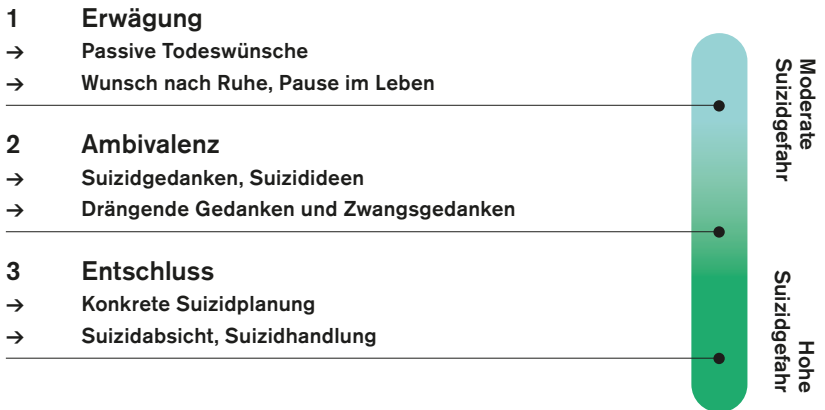 1 Erwägung
→ Passive Todeswünsche
→ Wunsch nach Ruhe, Pause im Leben
2 Ambivalenz
→ Suizidgedanken, Suizidideen
→ Drängende Gedanken und Zwangsgedanken
3 Entschluss
→ Konkrete Suizidplanung
→ Suizidabsicht, Suizidhandlung
Moderate
Suizidgefahr
Hohe
Suizidgefahr